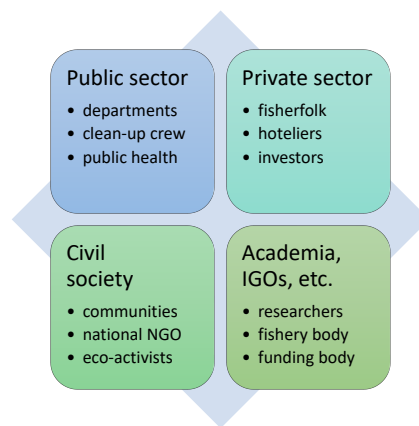 Public sector
• departments
• clean-up crew
• public health
Private sector
• fisherfolk
• hoteliers
• investors
Civil
society
• communities
• national NGO
• eco-activists
Academia,
IGOs, etc.
• researchers
• fishery body
• funding body